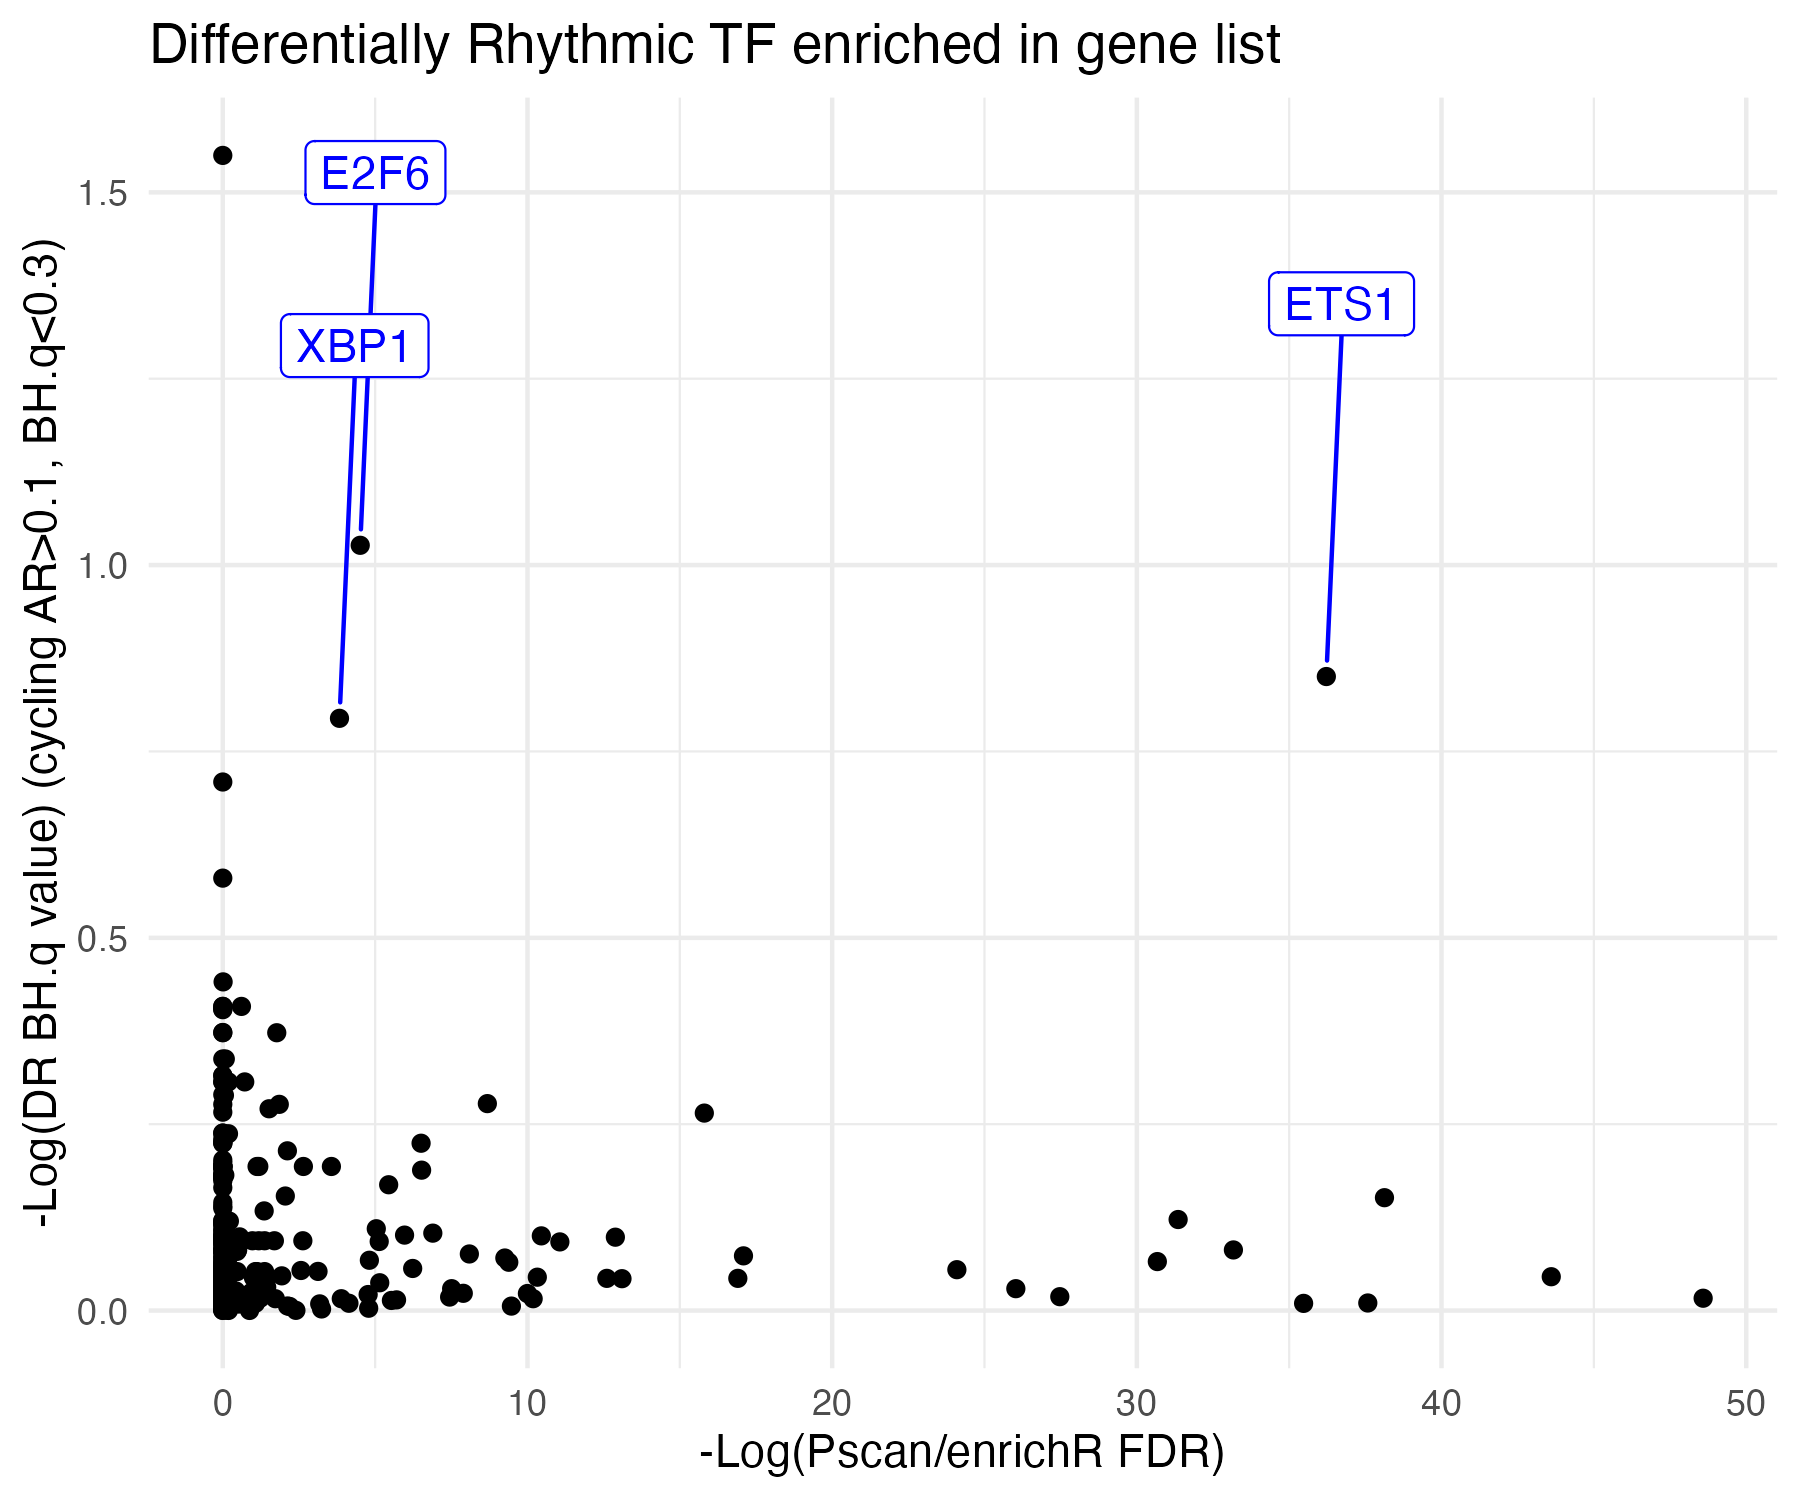 Differentially Rhythmic TF enriched in gene list
E2F6
XBP1
ETS1
-Log(DR BH.q value) (cycling AR>0.1, BH.q<0.3)
1.5
1.0
0.5
0.0
0 10 20 30 40 50
-Log(Pscan/enrichR FDR)